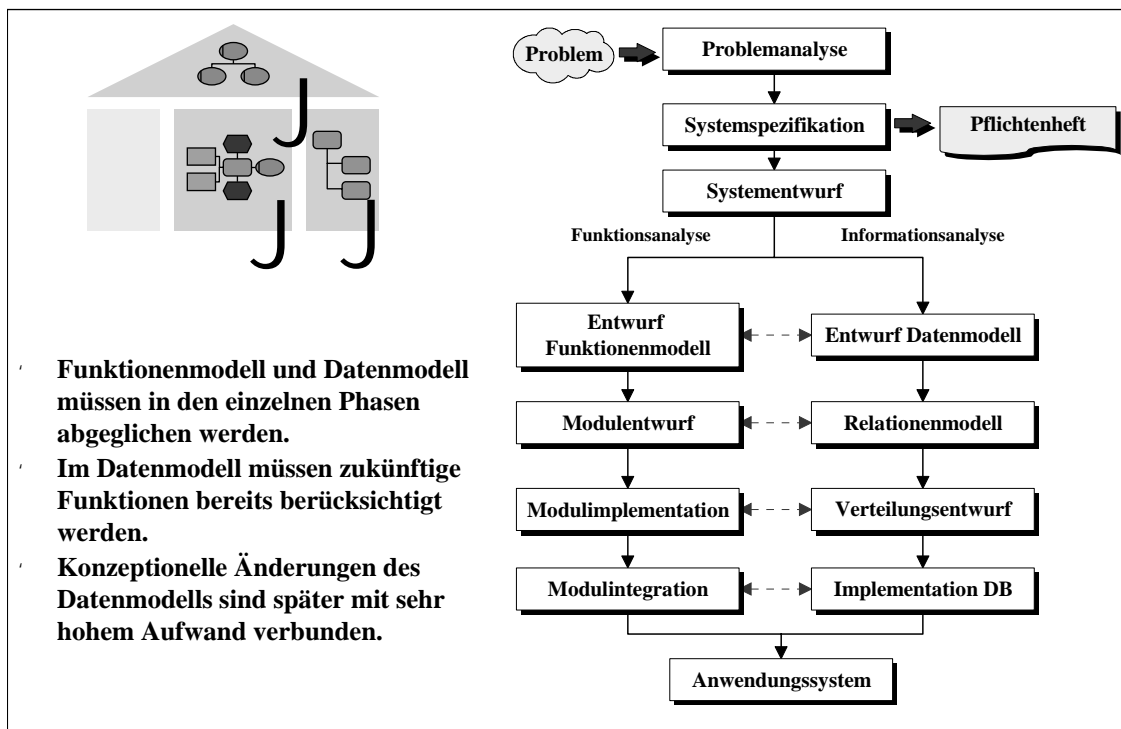 Problem
Problemanalyse
Systemspezifikation
Pflichtenheft
Systementwurf
Funktionsanalyse
Informationsanalyse
Entwurf
Funktionenmodell
Entwurf Datenmodell
Modulentwurf
Relationenmodell
Modulimplementation
Verteilungsentwurf
Modulintegration
Implementation DB
Anwendungssystem
J
J
J
‘ Funktionenmodell und Datenmodell
müssen in den einzelnen Phasen
abgeglichen werden.
‘ Im Datenmodell müssen zukünftige
Funktionen bereits berücksichtigt
werden.
‘ Konzeptionelle Änderungen des
Datenmodells sind später mit sehr
hohem Aufwand verbunden.